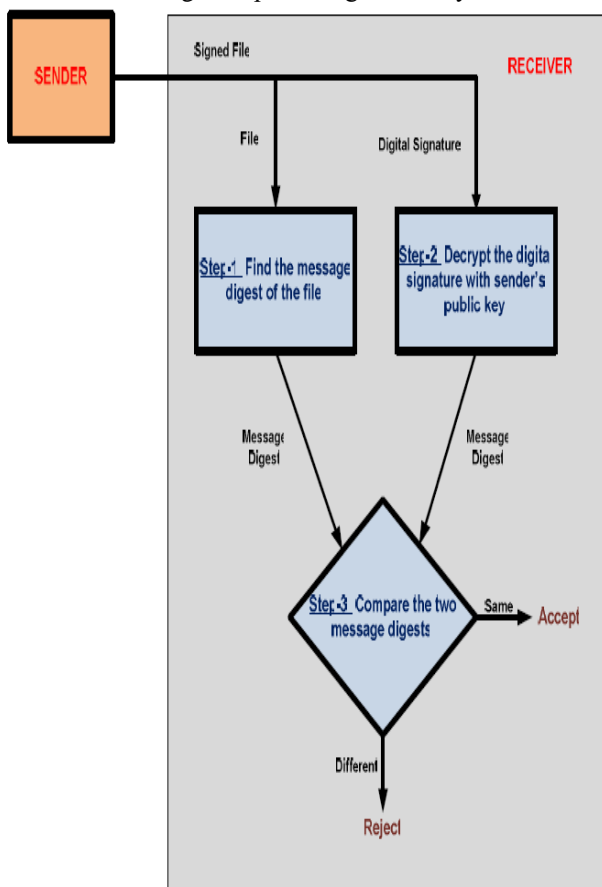 Signed File
SENDER
RECEIVER
File
Digital Signature
Step-1 Find the message
digest of the file
Step-2 Decrypt the digita
signature with sender's
public key
Message
Digest
Message
Digest
Step-3 Compare the two
message digests
Same
Accept
Different
Reject